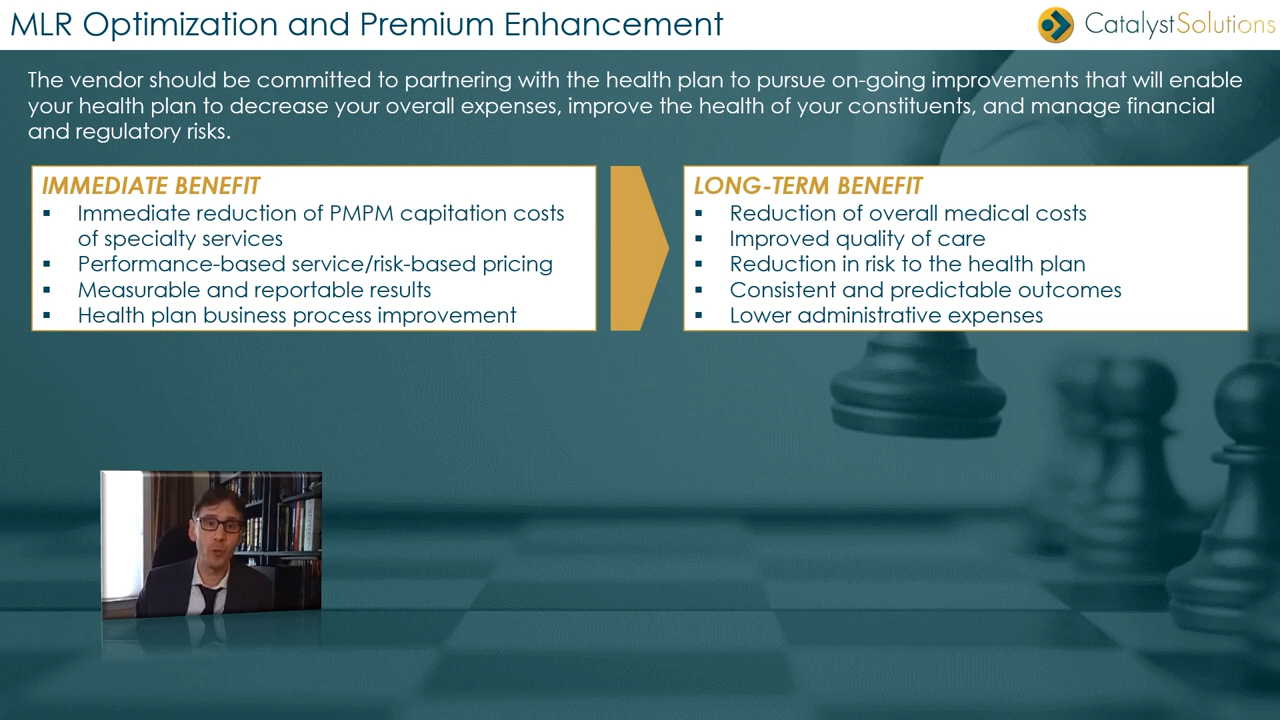 MLR Optimization and Premium Enhancement
CatalystSolutions
The vendor should be committed to partnering with the health plan to pursue on-going improvements that will enable
your health plan to decrease your overall expenses, improve the health of your constituents, and manage financial
and regulatory risks.
IMMEDIATE BENEFIT
▪ Immediate reduction of PMPM capitation costs
of specialty services
▪ Performance-based service/risk-based pricing
▪ Measurable and reportable results
▪ Health plan business process improvement
LONG-TERM BENEFIT
▪ Reduction of overall medical costs
▪ Improved quality of care
▪ Reduction in risk to the health plan
▪ Consistent and predictable outcomes
▪ Lower administrative expenses